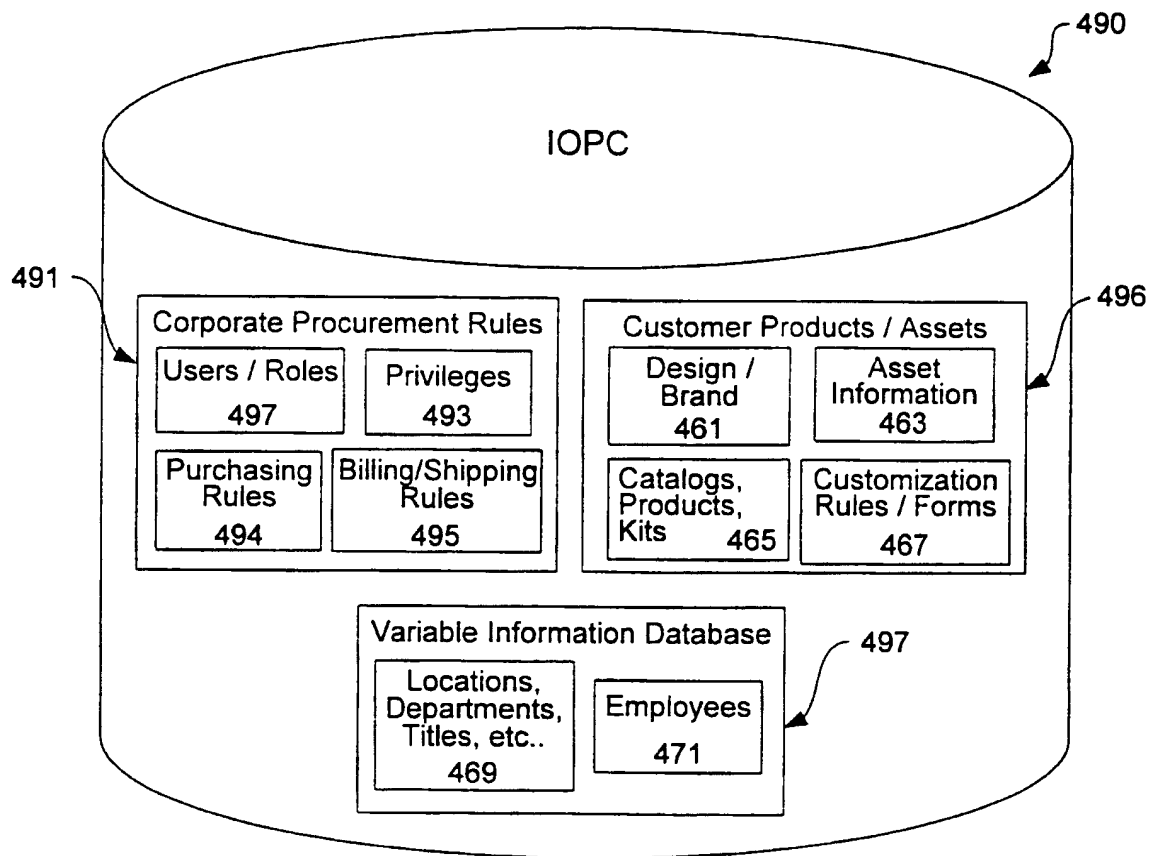 490
IOPC
491
Corporate Procurement Rules
Users / Roles
497
Privileges
493
Purchasing
Rules
494
Billing/Shipping
Rules
495
496
Customer Products / Assets
Design /
Brand
461
Asset
Information
463
Catalogs,
Products,
Kits
465
Customization
Rules / Forms
467
Variable Information Database
497
Locations,
Departments,
Titles, etc..
469
Employees
471